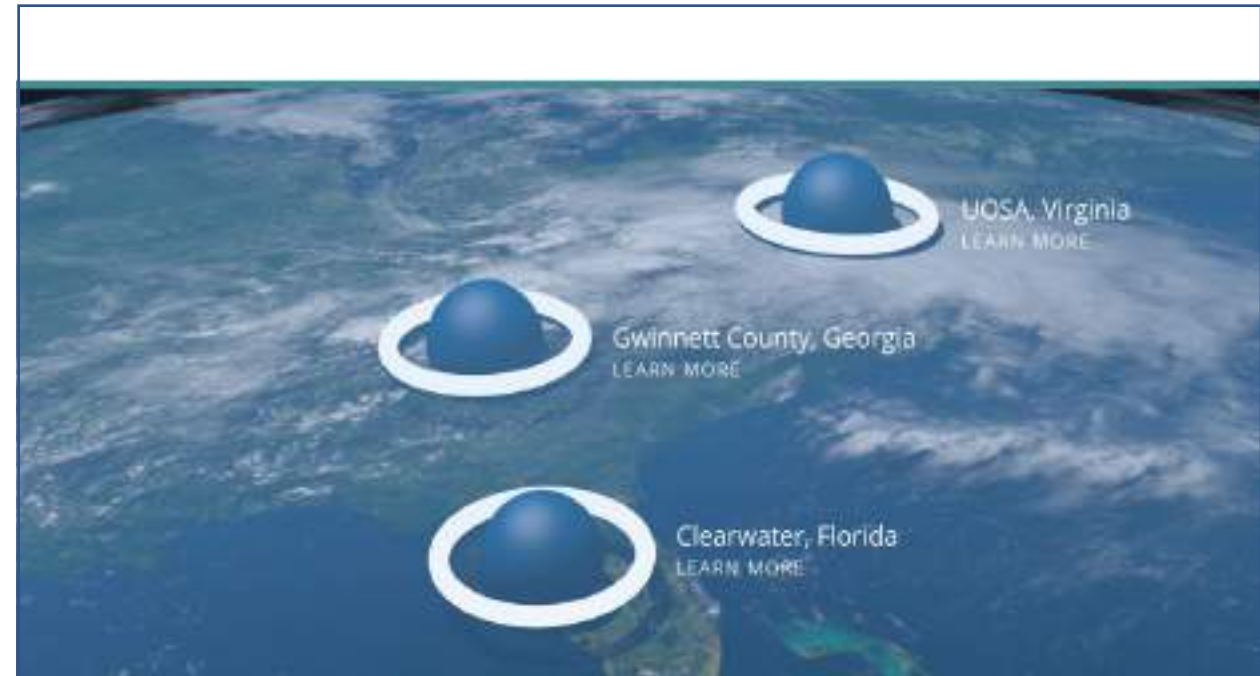 UOSA, Virginia
LEARN MORE
Gwinnett County, Georgia
LEARN MORE
Clearwater, Florida
LEARN MORE